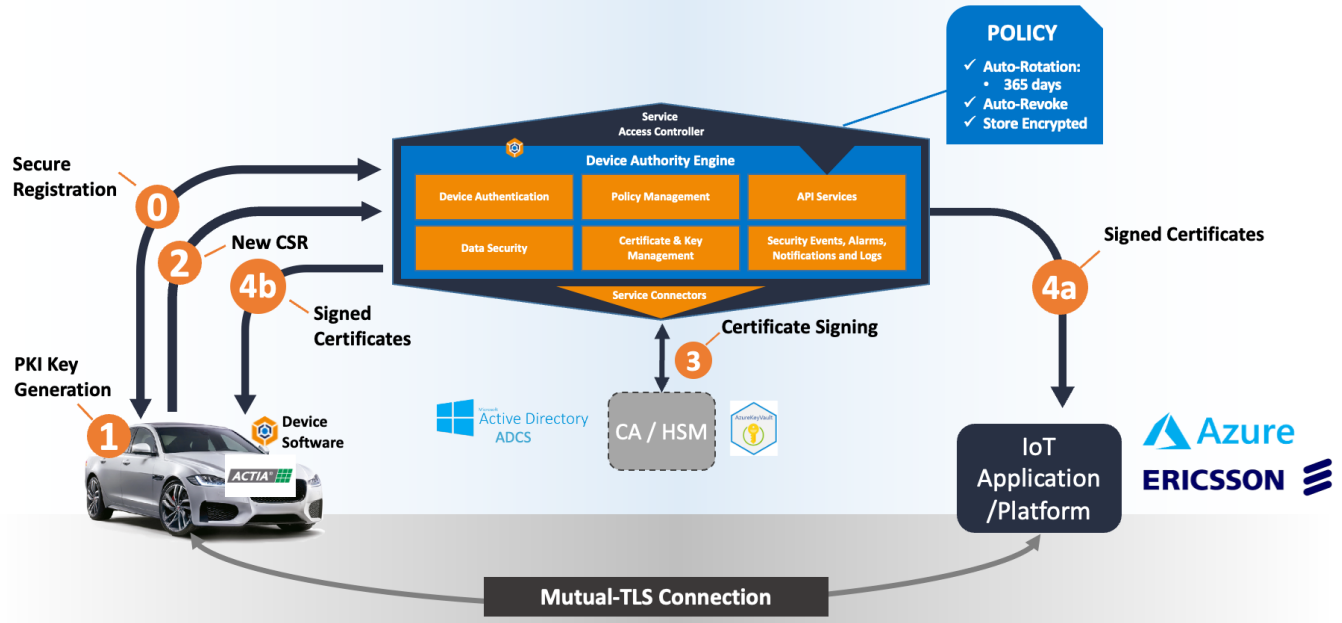 POLICY
✓ Auto-Rotation:
• 365 days
✓ Auto-Revoke
✓ Store Encrypted
Service
Access Controller
Device Authority Engine
Device Authentication
Policy Management
API Services
Data Security
Certificate & Key
Management
Security Events, Alarms,
Notifications and Logs
Service Connectors
Secure
Registration
0
2
New CSR
4b
Signed
Certificates
PKI Key
Generation
1
Device
Software
ACTIA®
3
Certificate Signing
Microsoft
Active Directory
ADCS
CA / HSM
AzureKeyVault
Signed Certificates
4a
IoT
Application
/Platform
Azure
ERICSSON
Mutual-TLS Connection